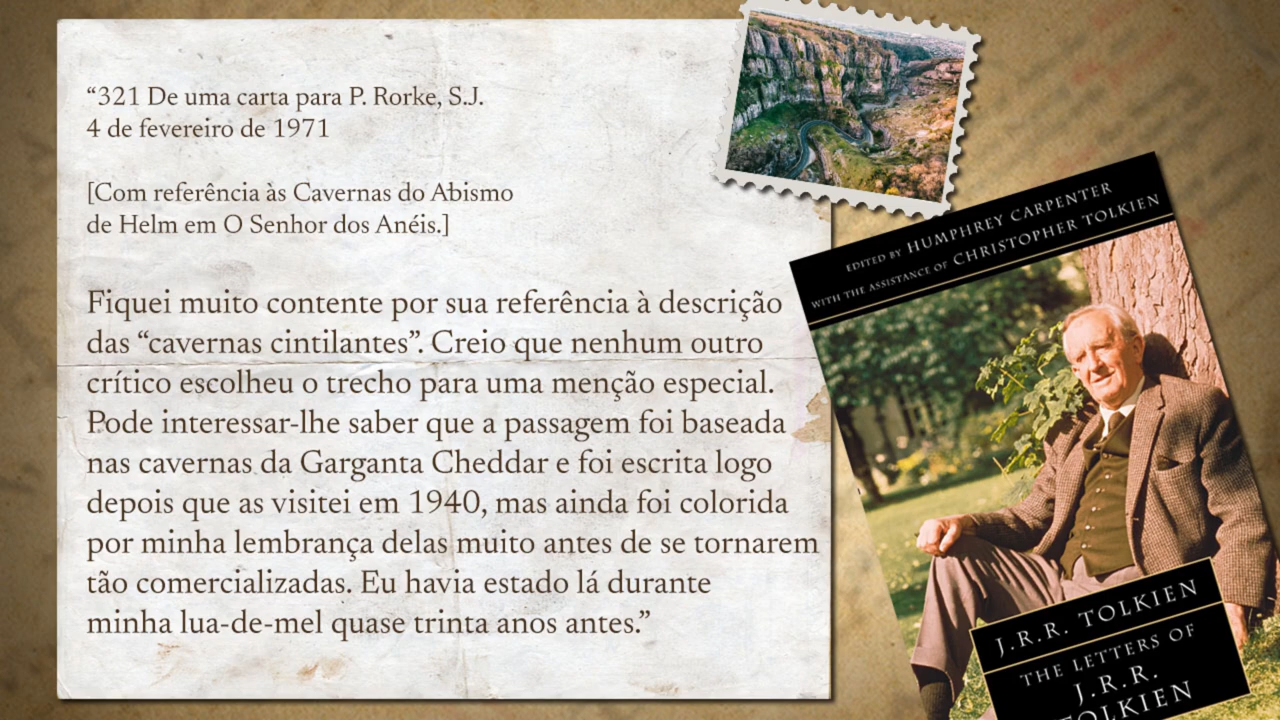 “321 De uma carta para P. Rorke, S.J.
4 de fevereiro de 1971
[Com referência às Cavernas do Abismo
de Helm em O Senhor dos Anéis.]
Fiquei muito contente por sua referência à descrição
das “cavernas cintilantes”. Creio que nenhum outro
crítico escolheu o trecho para uma menção especial.
Pode interessar-lhe saber que a passagem foi baseada
nas cavernas da Garganta Cheddar e foi escrita logo
depois que as visitei em 1940, mas ainda foi colorida
por minha lembrança delas muito antes de se tornarem
tão comercializadas. Eu havia estado lá durante
minha lua-de-mel quase trinta anos antes.”
EDITED BY HUMPHREY CARPENTER
WITH THE ASSISTANCE OF CHRISTOPHER TOLKIEN
J.R.R. TOLKIEN
THE LETTERS OF
J.R.R.
TOLKIEN